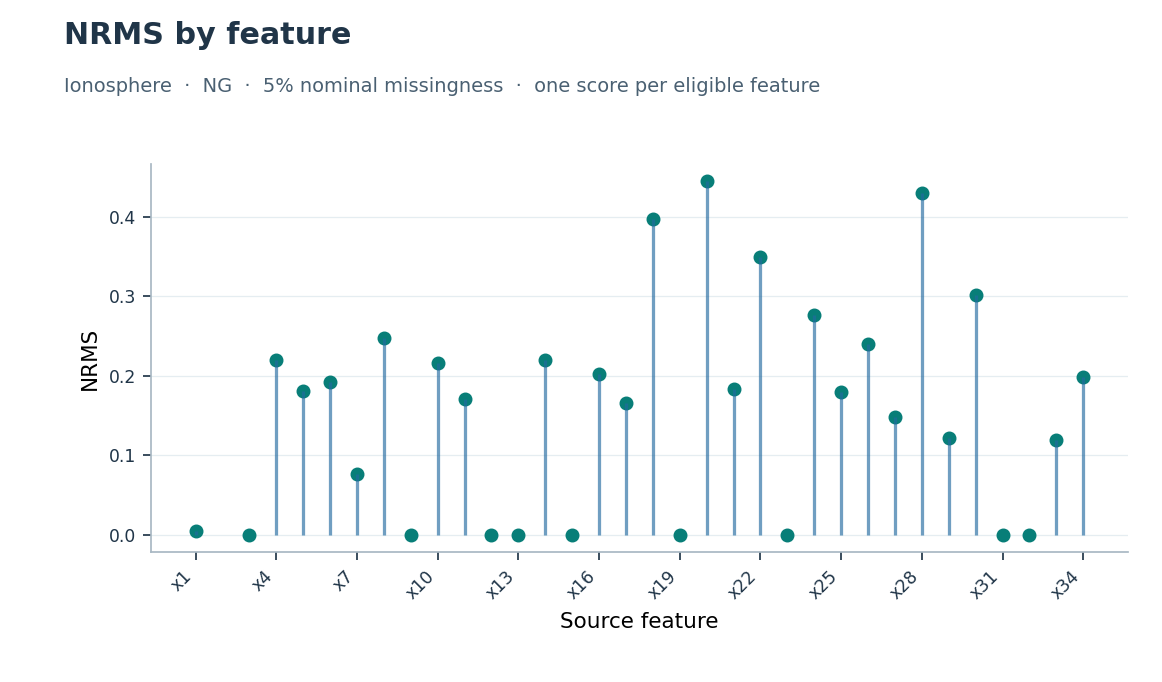 NRMS by feature
Ionosphere · NG · 5% nominal missingness · one score per eligible feature
NRMS
0.4
0.3
0.2
0.1
0.0
x1 x4 x7 x10 x13 x16 x19 x22 x25 x28 x31 x34
Source feature